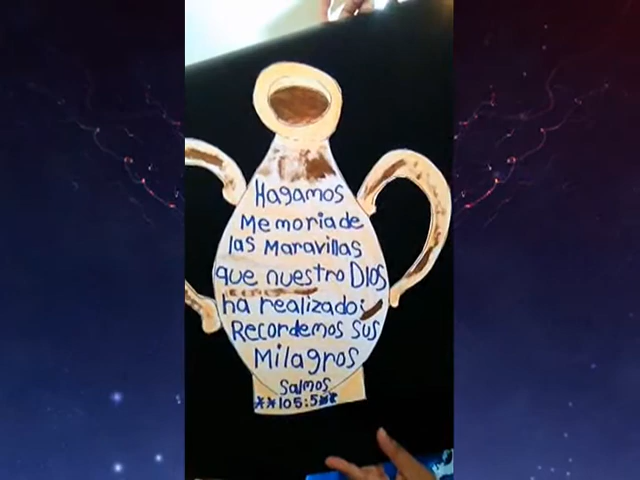 Hagamos
Memoria de
las Maravillas
que nuestro Dios
ha realizado;
Recordemos sus
Milagros
Salmos
**105:5**